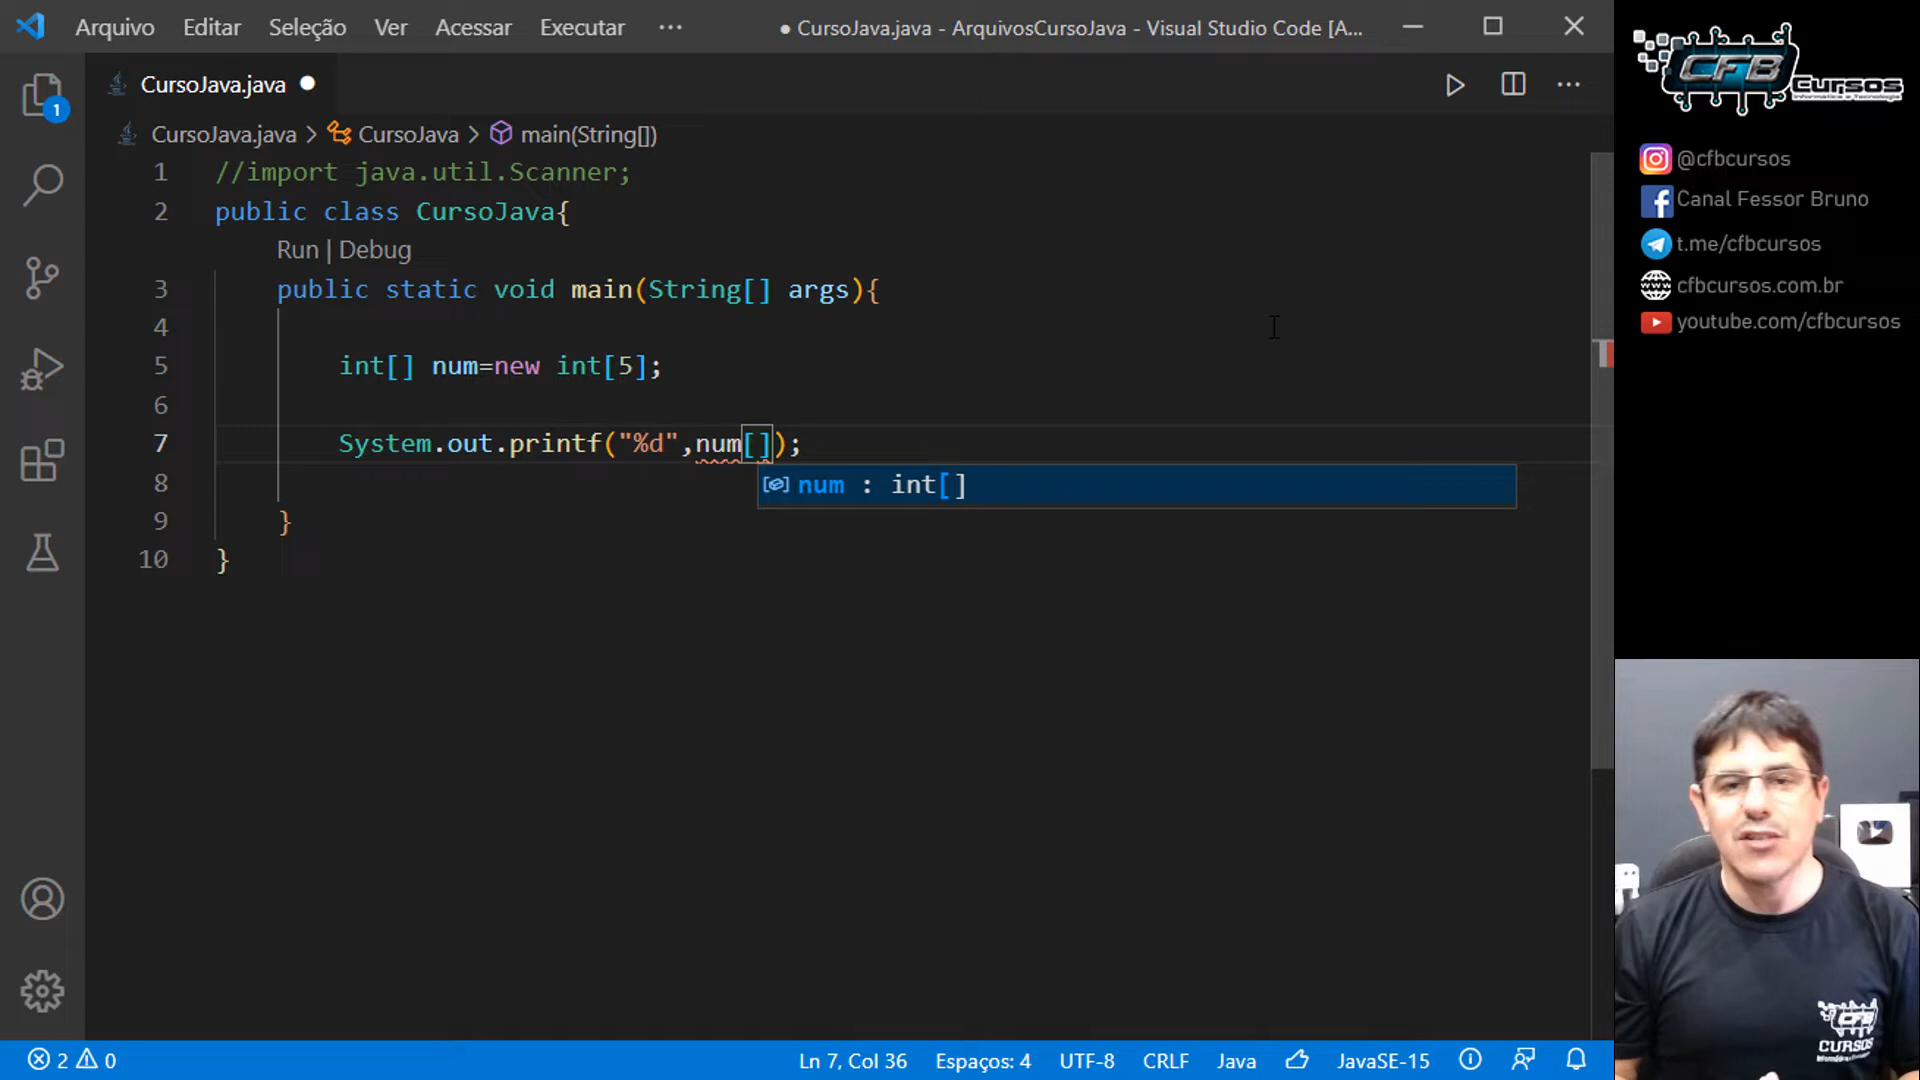 Arquivo Editar Seleção Ver Acessar Executar ···
● CursoJava.java - ArquivosCursoJava - Visual Studio Code [A...
CursoJava.java ●
1
CursoJava.java > CursoJava > main(String[])
1 //import java.util.Scanner;
2 public class CursoJava{
Run | Debug
3 public static void main(String[] args){
4
5 int[] num=new int[5];
6
7 System.out.printf("%d",num[]);
8
num : int[]
9 }
10 }
2 0
Ln 7, Col 36
Espaços: 4
UTF-8
CRLF
Java
JavaSE-15
CFB Cursos
@cfbcursos
Canal Fessor Bruno
t.me/cfbcursos
WWW
cfbcursos.com.br
youtube.com/cfbcursos
CFB
CURSOS